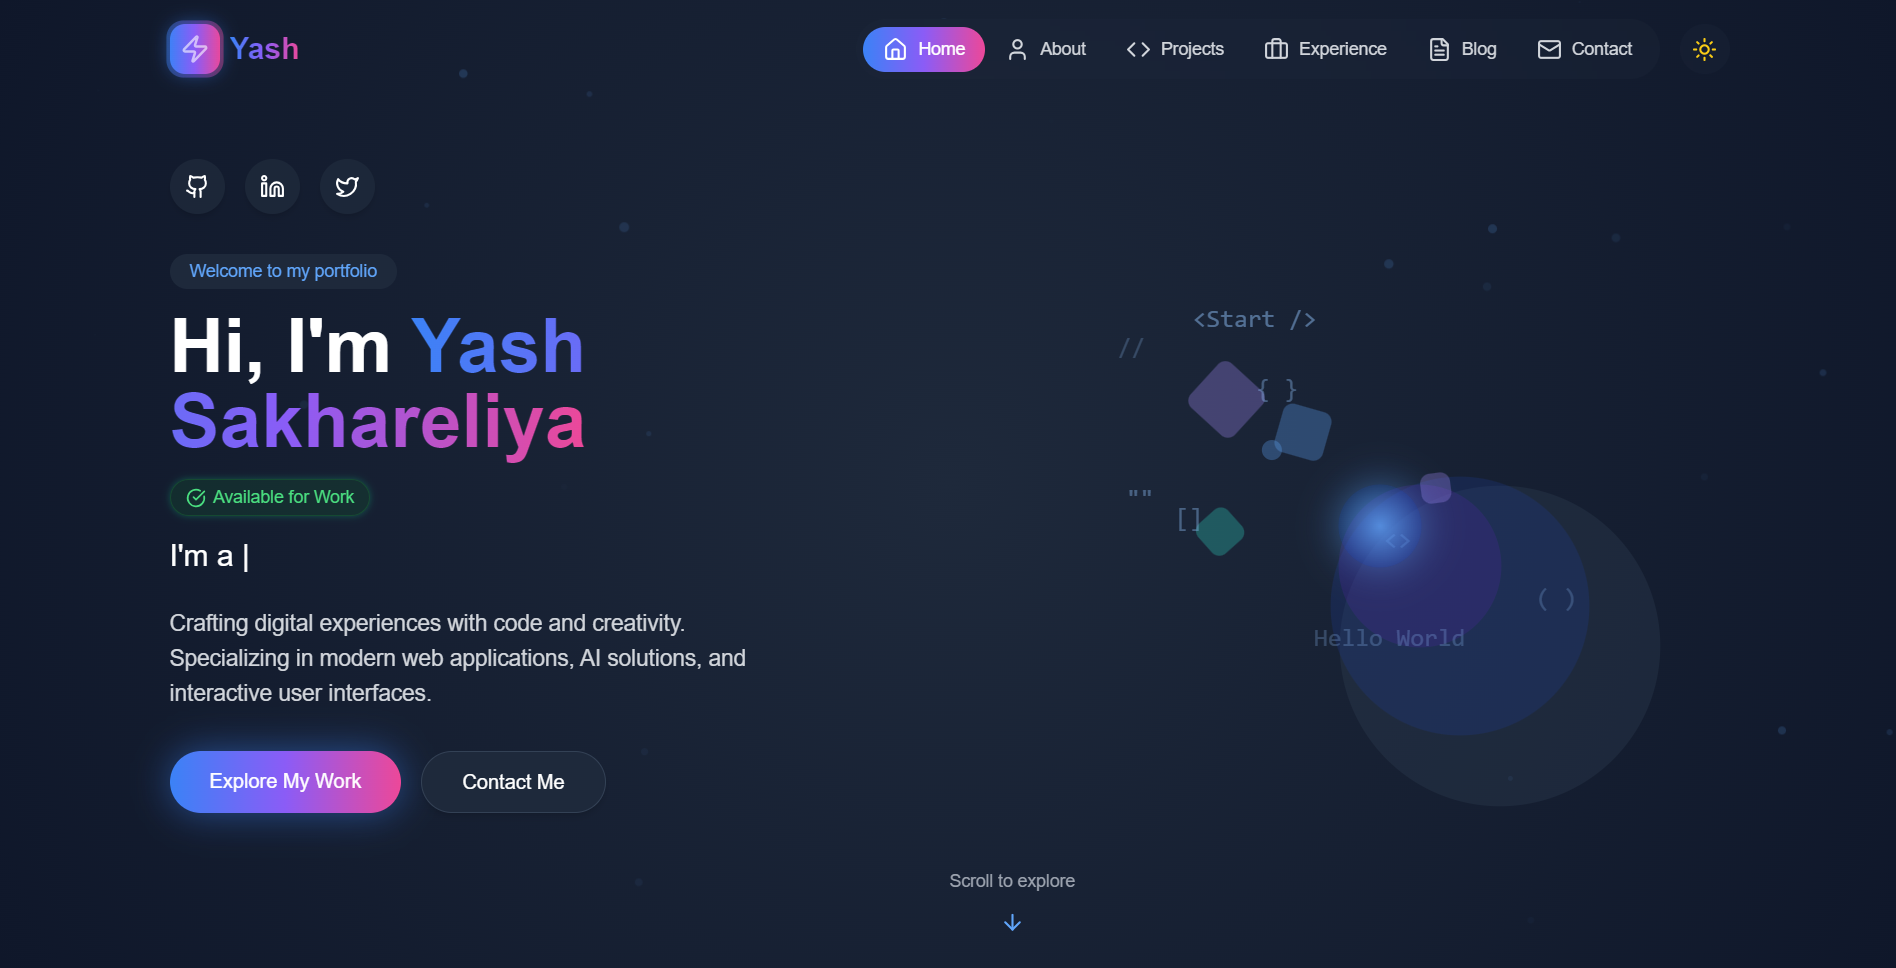 Yash
Home
About
Projects
Experience
Blog
Contact
Welcome to my portfolio
Hi, I'm Yash
Sakhareliya
Available for Work
I'm a |
Crafting digital experiences with code and creativity.
Specializing in modern web applications, AI solutions, and
interactive user interfaces.
Explore My Work
Contact Me
<Start />
//
{ }
""
[]
<>
( )
Hello World
Scroll to explore